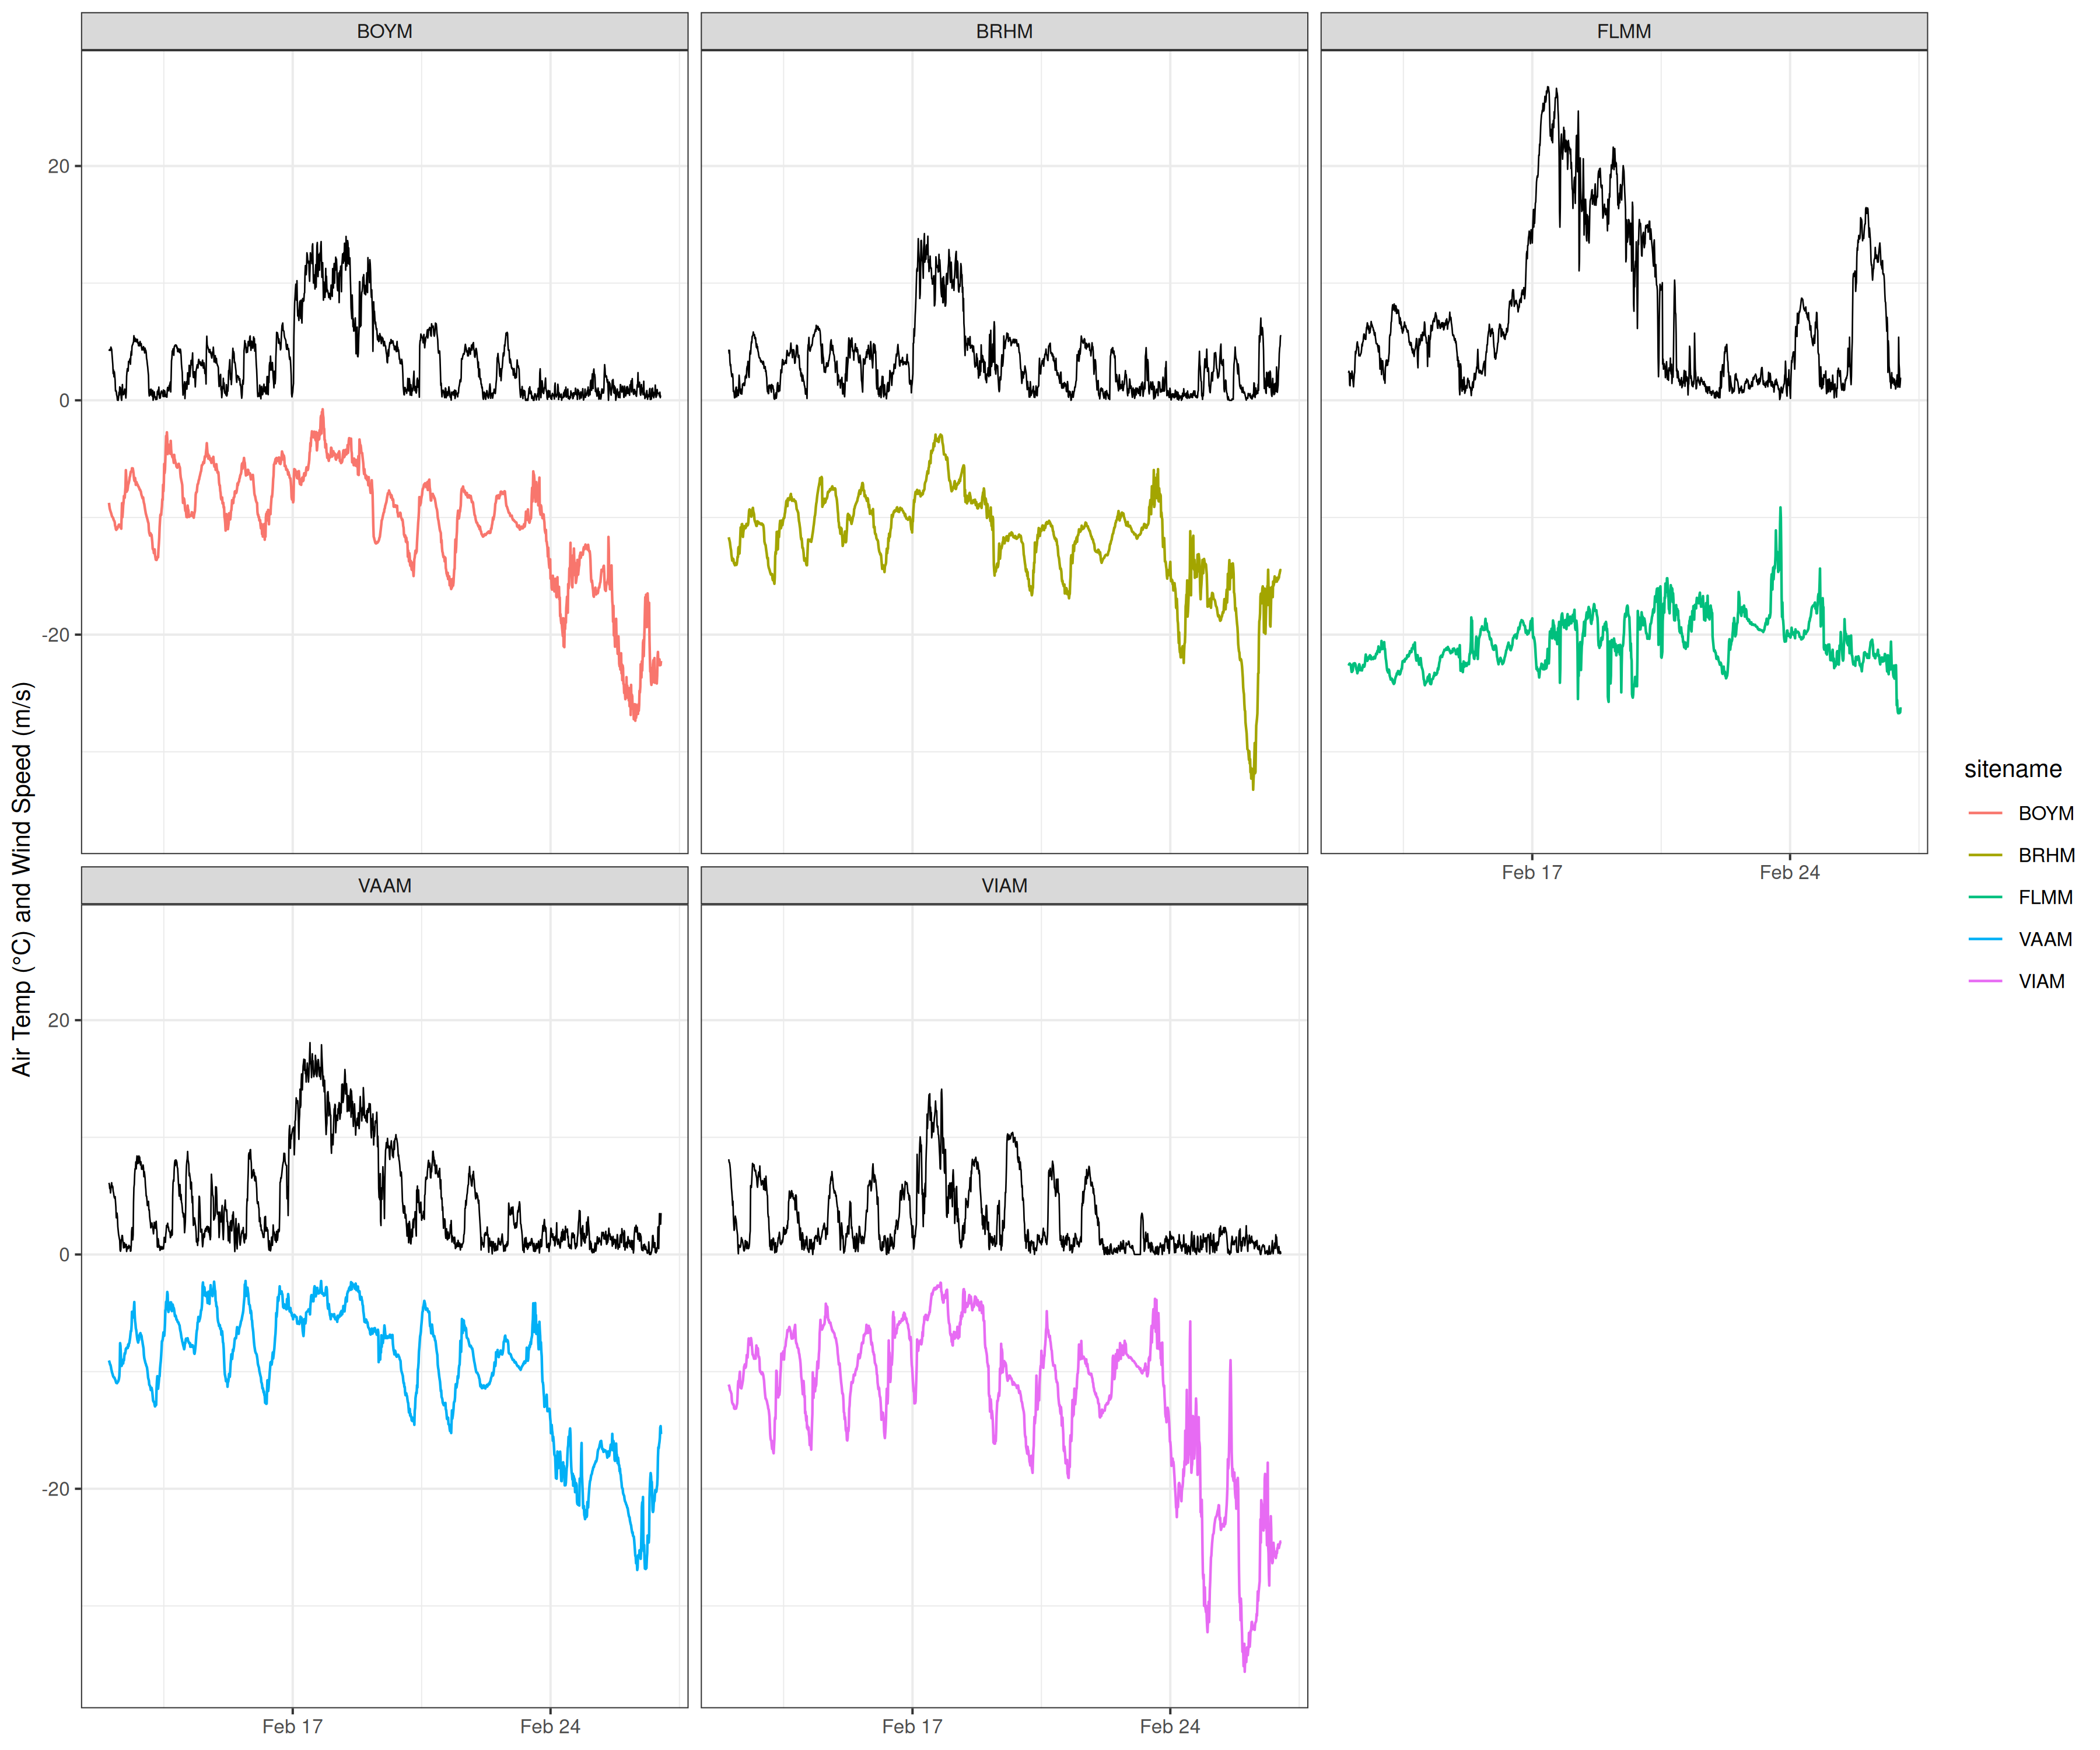 BOYM
BRHM
FLMM
20
0
-20
Feb 17
Feb 24
VAAM
VIAM
20
0
-20
Feb 17
Feb 24
Feb 17
Feb 24
Air Temp (°C) and Wind Speed (m/s)
sitename
BOYM
BRHM
FLMM
VAAM
VIAM